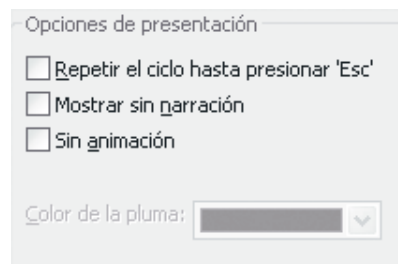 Opciones de presentación
Repetir el ciclo hasta presionar 'Esc'
Mostrar sin narración
Sin animación
Color de la pluma: